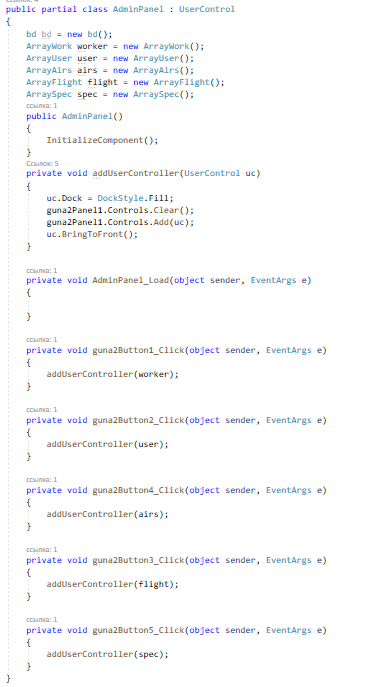 public partial class AdminPanel : UserControl
{
bd bd = new bd();
ArrayWork worker = new ArrayWork();
ArrayUser user = new ArrayUser();
ArrayAirs airs = new ArrayAirs();
ArrayFlight flight = new ArrayFlight();
ArraySpec spec = new ArraySpec();
ссылка: 1
public AdminPanel()
{
InitializeComponent();
}
Ссылок: 5
private void addUserController(UserControl uc)
{
uc.Dock = DockStyle.Fill;
guna2Panel1.Controls.Clear();
guna2Panel1.Controls.Add(uc);
uc.BringToFront();
}
ссылка: 1
private void AdminPanel_Load(object sender, EventArgs e)
{
}
ссылка: 1
private void guna2Button1_Click(object sender, EventArgs e)
{
addUserController(worker);
}
ссылка: 1
private void guna2Button2_Click(object sender, EventArgs e)
{
addUserController(user);
}
ссылка: 1
private void guna2Button4_Click(object sender, EventArgs e)
{
addUserController(airs);
}
ссылка: 1
private void guna2Button3_Click(object sender, EventArgs e)
{
addUserController(flight);
}
ссылка: 1
private void guna2Button5_Click(object sender, EventArgs e)
{
addUserController(spec);
}
}